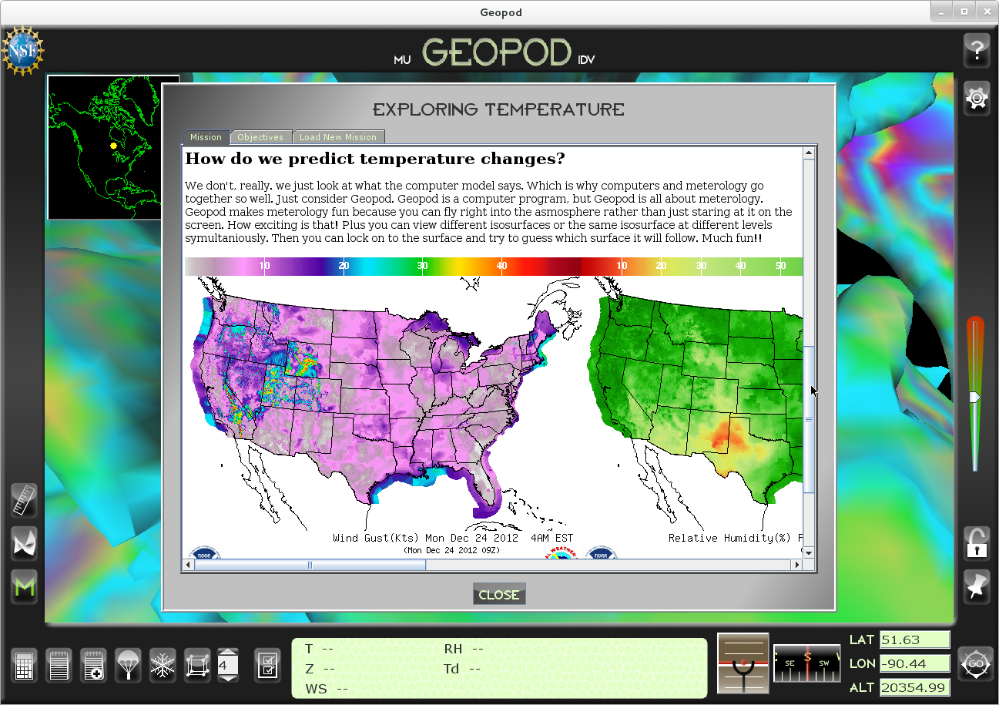 Geopod
NSF
MU GEOPOD IDV
?
EXPLORING TEMPERATURE
Mission Objectives Load New Mission
How do we predict temperature changes?
We don't, really. we just look at what the computer model says. Which is why computers and meterology go
together so well. Just consider Geopod. Geopod is a computer program, but Geopod is all about meterology.
Geopod makes meterology fun because you can fly right into the asmosphere rather than just staring at it on the
screen. How exciting is that! Plus you can view different isosurfaces or the same isosurface at different levels
symultaniously. Then you can lock on to the surface and try to guess which surface it will follow. Much fun!!
10 20 30 40 10 20 30 40 50
Wind Gust(Kts) Mon Dec 24 2012 4AM EST
(Mon Dec 24 2012 09Z)
Relative Humidity(%) F
noaa
AL WEATHER
noaa
CLOSE
M
4
T --
RH --
Z --
Td --
WS --
SE S SW
LAT 51.63
LON -90.44
ALT 20354.99
GO